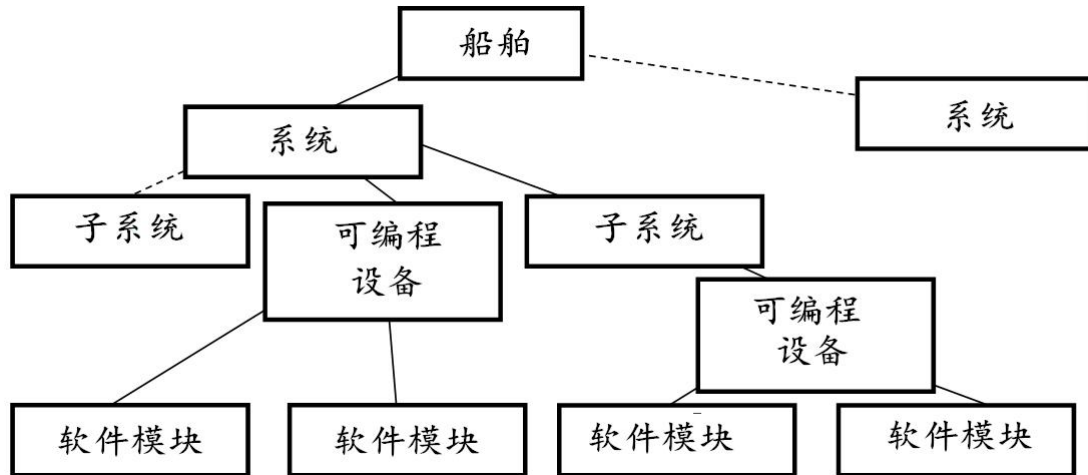 船舶
系统
系统
子系统
可编程
设备
子系统
可编程
设备
软件模块
软件模块
软件模块
软件模块